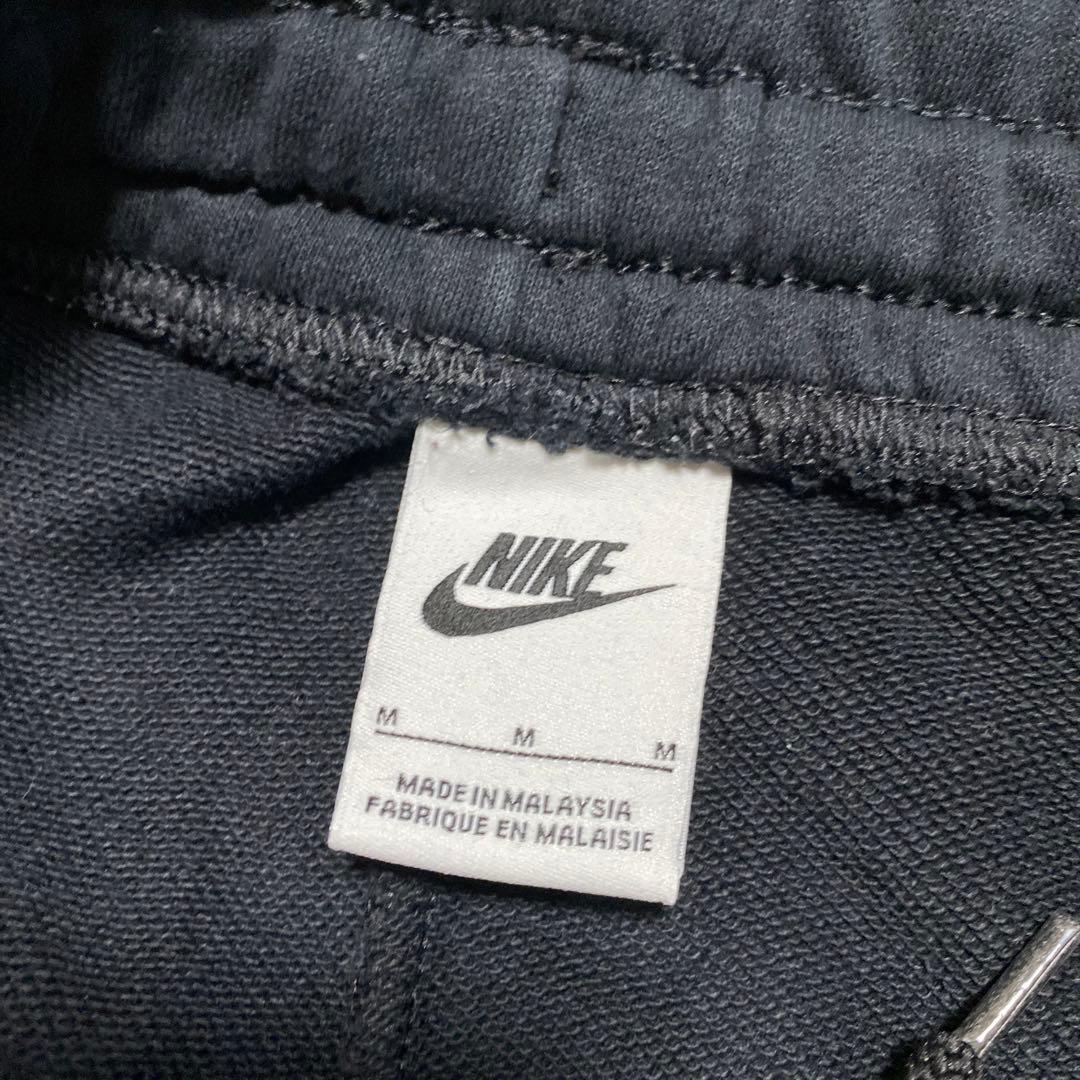 NIKE
M M M
MADE IN MALAYSIA
FABRIQUE EN MALAISIE